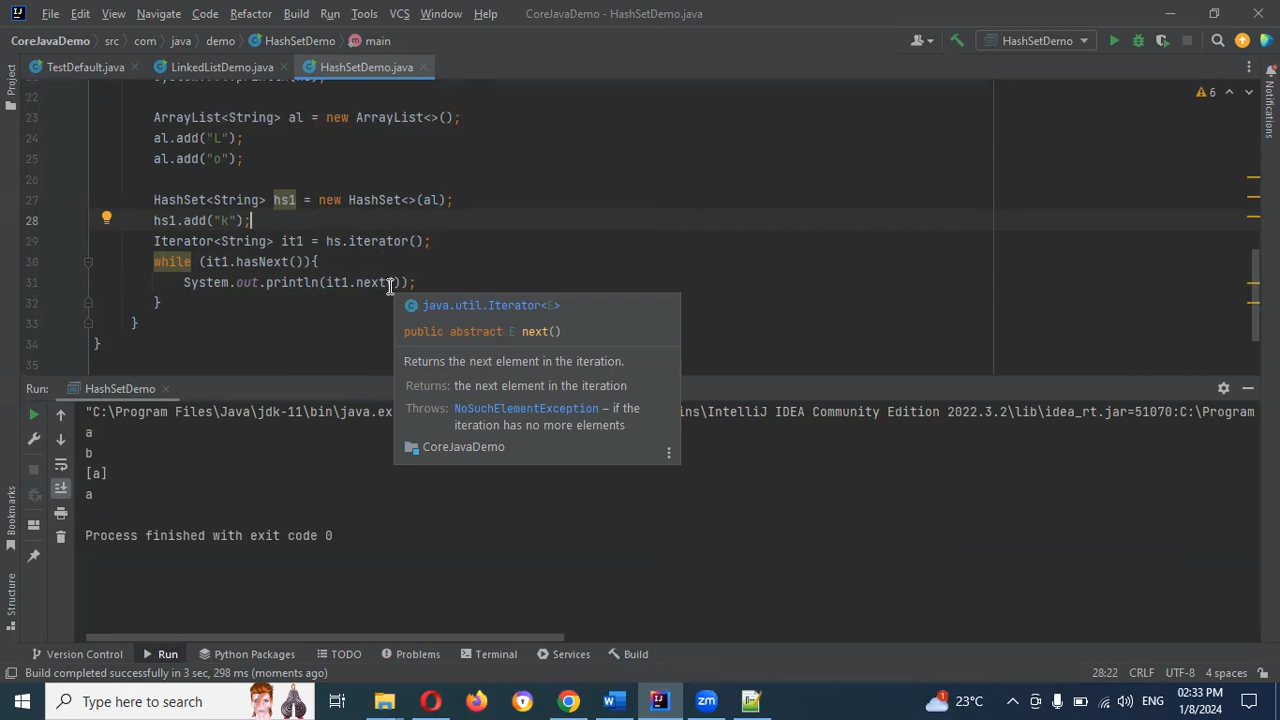 File Edit View Navigate Code Refactor Build Run Tools VCS Window Help CoreJavaDemo - HashSetDemo.java
CoreJavaDemo src com java demo HashSetDemo main HashSetDemo
TestDefault.java LinkedListDemo.java HashSetDemo.java
Project
Notifications
6
22
23 ArrayList<String> al = new ArrayList<>();
24 al.add("L");
25 al.add("o");
26
27 HashSet<String> hs1 = new HashSet<>(al);
28 hs1.add("k");
29 Iterator<String> it1 = hs.iterator();
30 while (it1.hasNext()){
31 System.out.println(it1.next());
32 }
33 }
34 }
35
java.util.Iterator<E>
public abstract E next()
Returns the next element in the iteration.
Returns: the next element in the iteration
Throws: NoSuchElementException – if the
iteration has no more elements
CoreJavaDemo
Run: HashSetDemo
"C:\Program Files\Java\jdk-11\bin\java.ex ins\IntelliJ IDEA Community Edition 2022.3.2\lib\idea_rt.jar=51070:C:\Program
a
b
[a]
a
Process finished with exit code 0
Bookmarks
Structure
Version Control Run Python Packages TODO Problems Terminal Services Build
Build completed successfully in 3 sec, 298 ms (moments ago) 28:22 CRLF UTF-8 4 spaces
Type here to search 23°C ENG 02:33 PM
1/8/2024